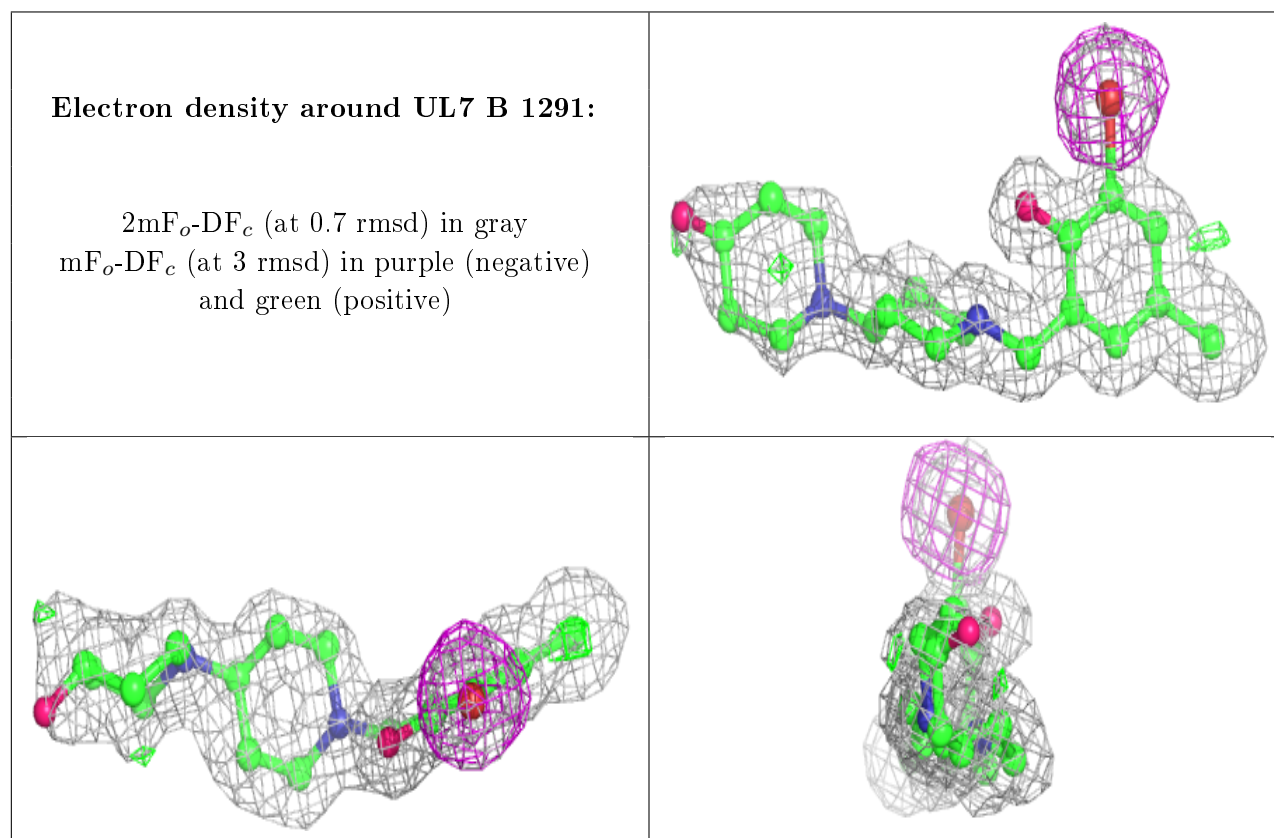 Electron density around UL7 B 1291:
2mFo-DFc (at 0.7 rmsd) in gray
mFo-DFc (at 3 rmsd) in purple (negative)
and green (positive)